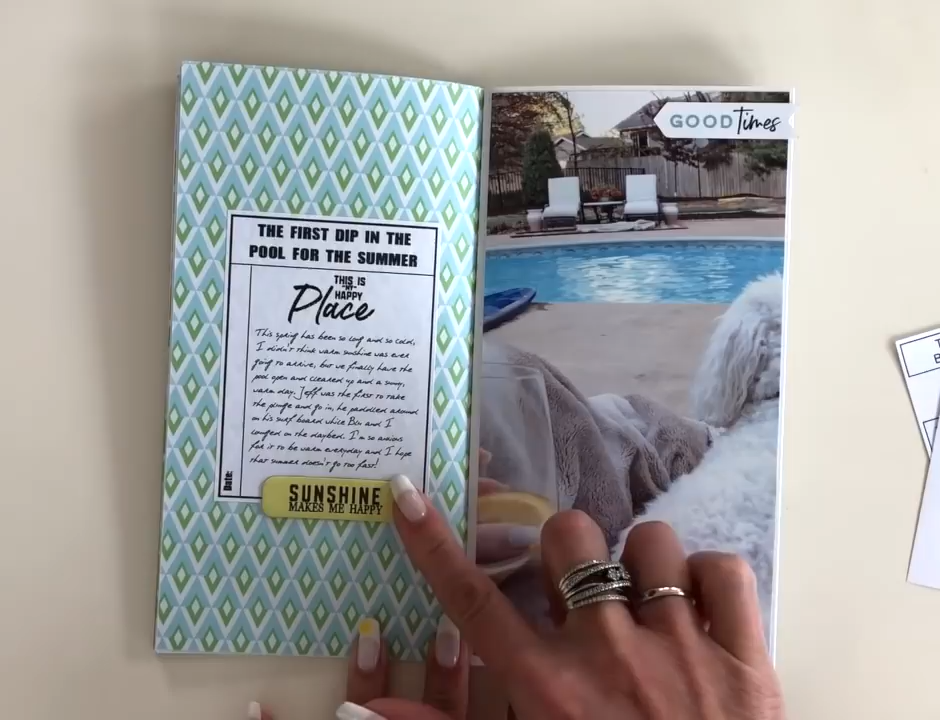 THE FIRST DIP IN THE
POOL FOR THE SUMMER
THIS IS
-MY-
HAPPY
Place
This spring has been so long and so cold,
I didn't think warm sunshine was ever
going to arrive, but we finally have the
pool open and cleaned up and a sunny,
warm day. Jeff was the first to take
the plunge and go in, he paddled around
on his surf board while Blu and I
lounged on the daybed. I'm so anxious
for it to be warm everyday and I hope
that summer doesn't go too fast!
Date:
SUNSHINE
MAKES ME HAPPY
GOOD Times